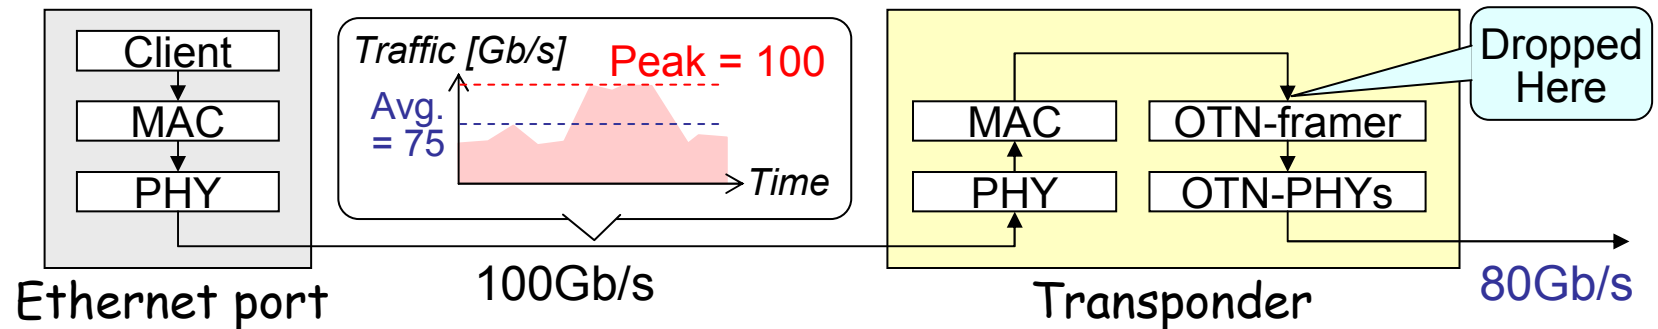 Client
MAC
PHY
Ethernet port
Traffic [Gb/s]
Peak = 100
Avg.
= 75
Time
100Gb/s
MAC
PHY
OTN-framer
OTN-PHYs
Transponder
Dropped
Here
80Gb/s